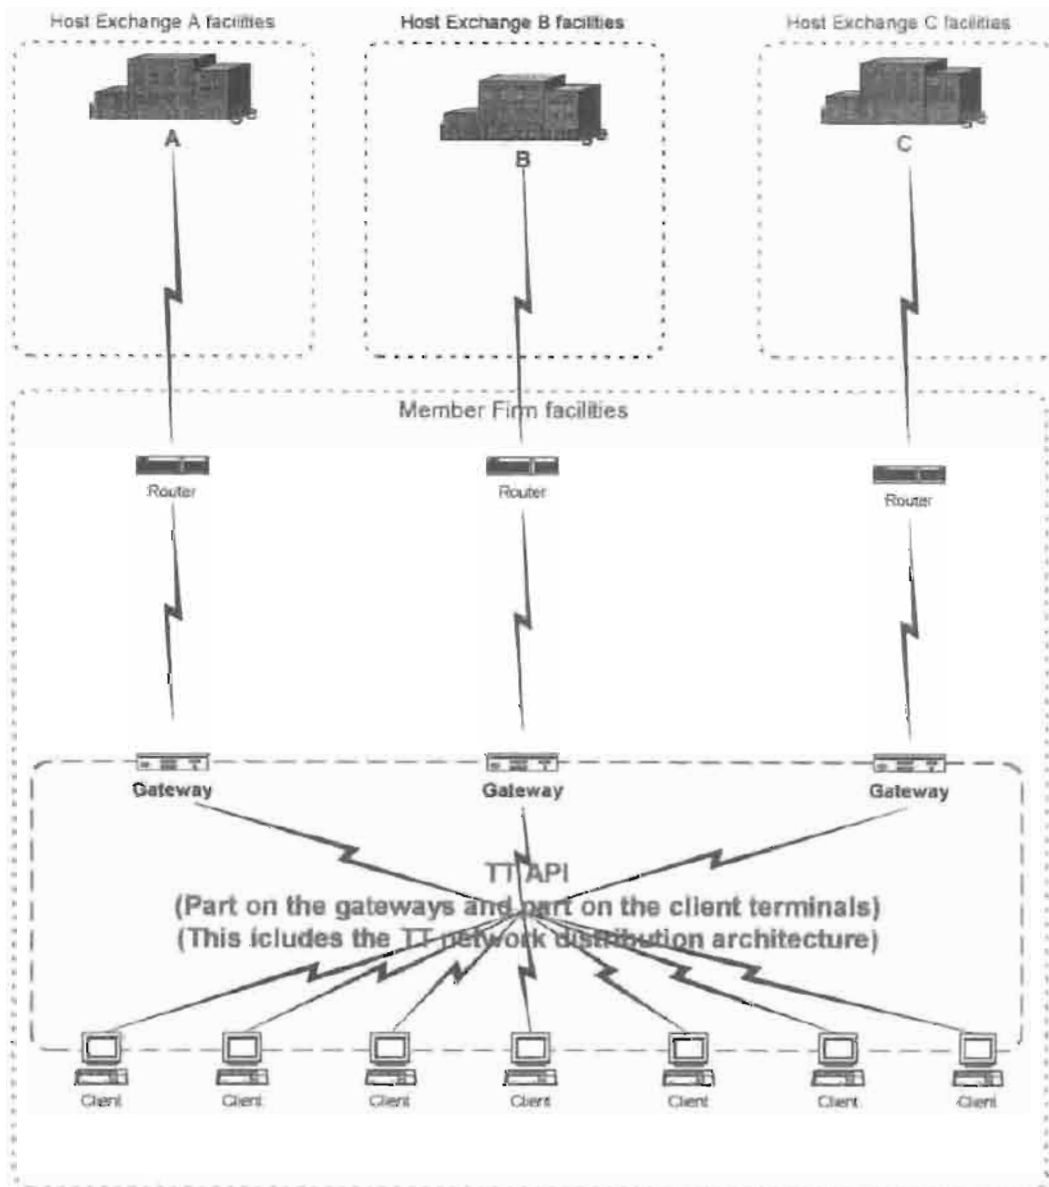 Host Exchange A facilities
Host Exchange B facilities
Host Exchange C facilities
A
B
C
Member Firm facilities
Router
Router
Router
Gateway
Gateway
Gateway
TT API
(Part on the gateways and part on the client terminals)
(This icludes the TT network distribution architecture)
Client
Client
Client
Client
Client
Client
Client